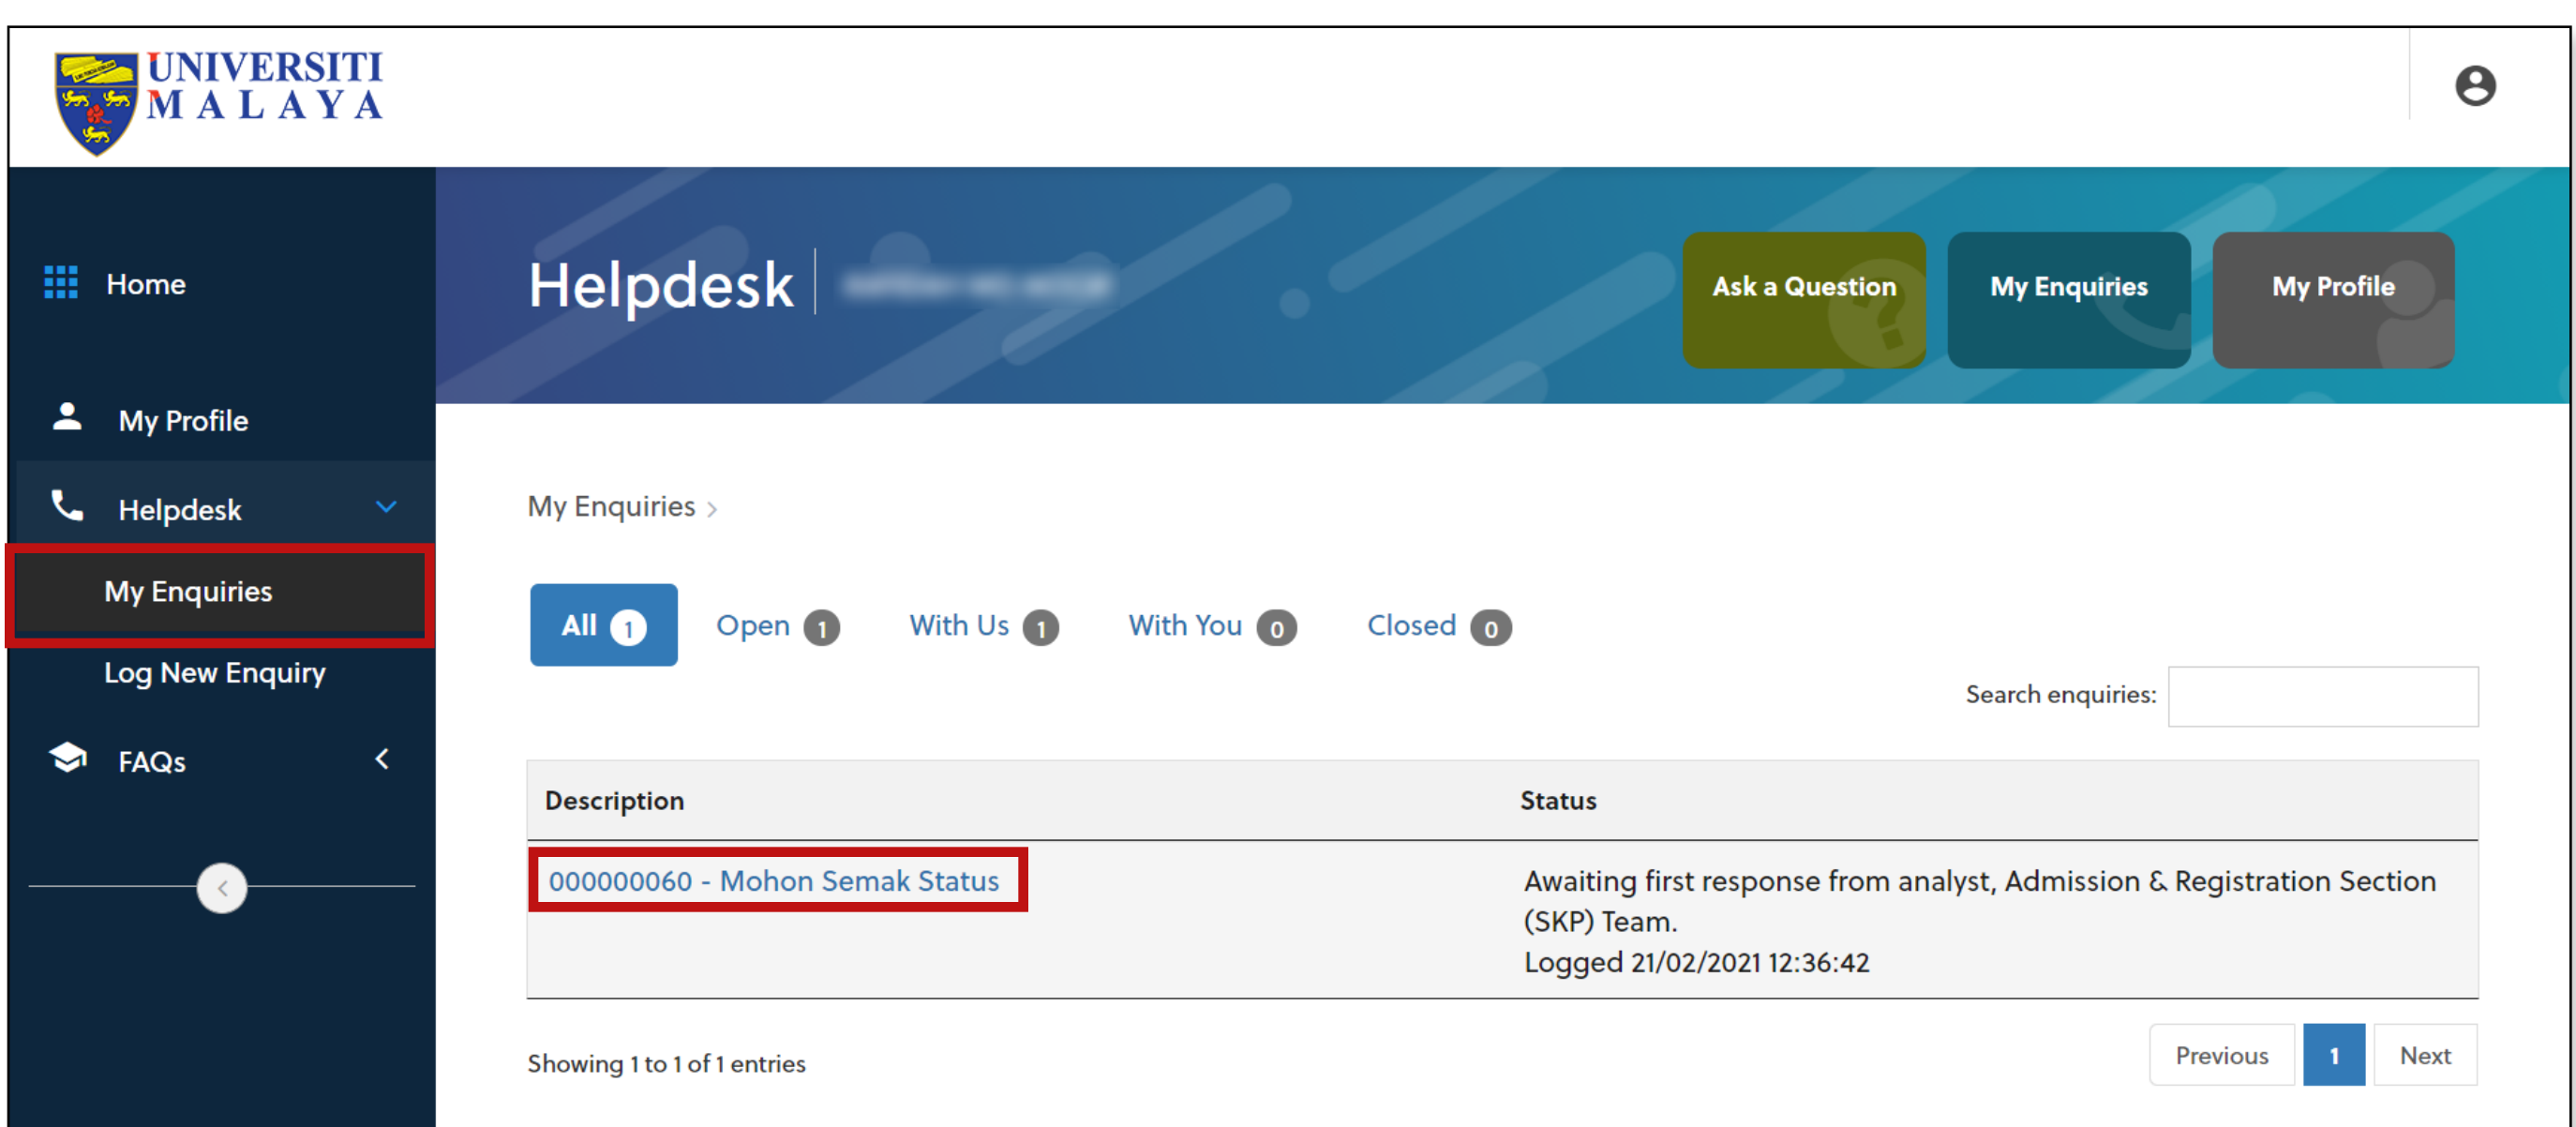 UNIVERSITI
MALAYA
Home
My Profile
Helpdesk
My Enquiries
Log New Enquiry
FAQs
Helpdesk
Ask a Question
My Enquiries
My Profile
My Enquiries >
All 1 Open 1 With Us 1 With You 0 Closed 0
Search enquiries:
Description Status
000000060 - Mohon Semak Status
Awaiting first response from analyst, Admission & Registration Section
(SKP) Team.
Logged 21/02/2021 12:36:42
Showing 1 to 1 of 1 entries
Previous 1 Next